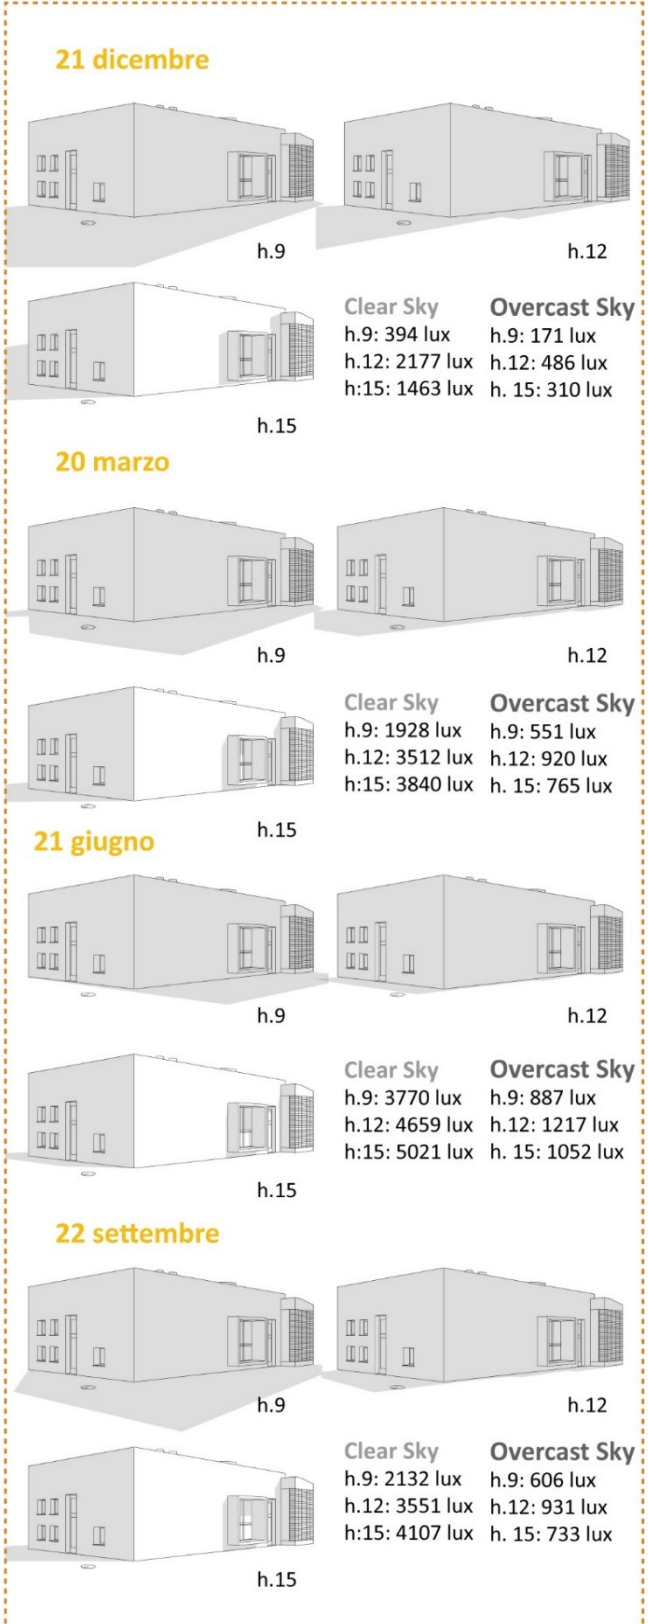 21 dicembre
h.9
h.12
h.15
Clear Sky
h.9: 394 lux
h.12: 2177 lux
h:15: 1463 lux
Overcast Sky
h.9: 171 lux
h.12: 486 lux
h. 15: 310 lux
20 marzo
h.9
h.12
h.15
Clear Sky
h.9: 1928 lux
h.12: 3512 lux
h:15: 3840 lux
Overcast Sky
h.9: 551 lux
h.12: 920 lux
h. 15: 765 lux
21 giugno
h.9
h.12
h.15
Clear Sky
h.9: 3770 lux
h.12: 4659 lux
h:15: 5021 lux
Overcast Sky
h.9: 887 lux
h.12: 1217 lux
h. 15: 1052 lux
22 settembre
h.9
h.12
h.15
Clear Sky
h.9: 2132 lux
h.12: 3551 lux
h:15: 4107 lux
Overcast Sky
h.9: 606 lux
h.12: 931 lux
h. 15: 733 lux